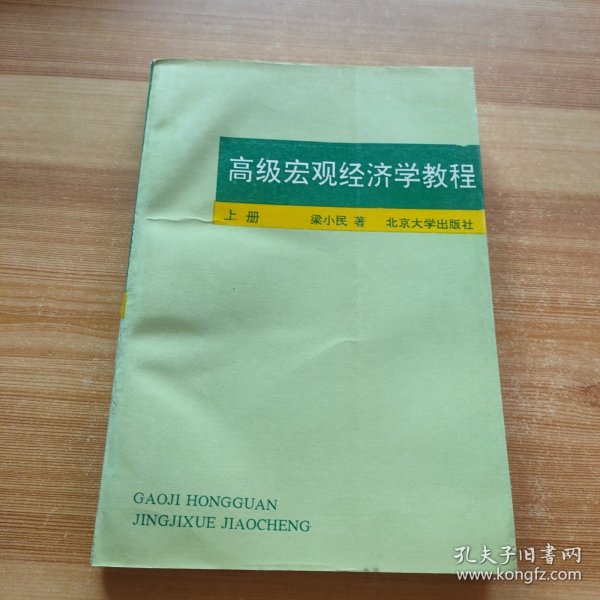 高级宏观经济学教程
上册 梁小民 著 北京大学出版社
GAOJI HONGGUAN
JINGJIXUE JIAOCHENG
孔夫子旧书网
www.kongfz.com